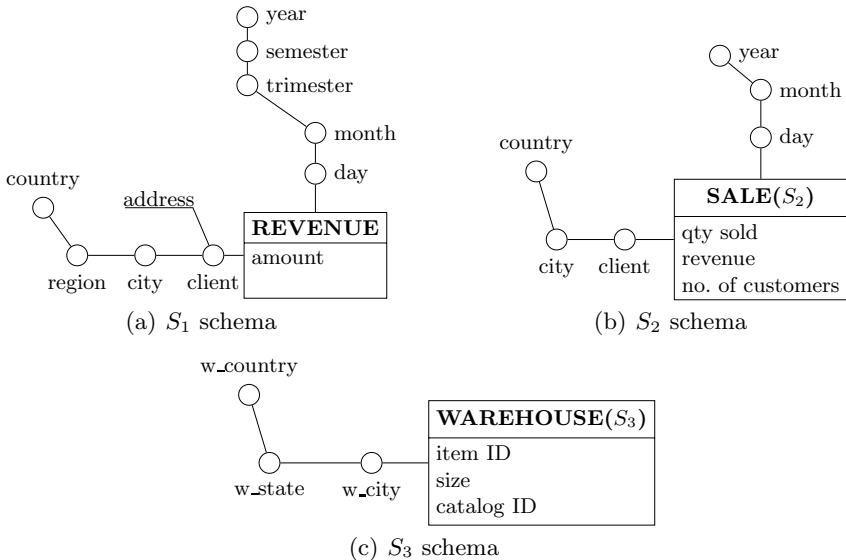 year
semester
trimester
month
day
country
address
region
city
client
REVENUE
amount
(a) S₁ schema
year
month
day
country
city
client
SALE(S₂)
qty sold
revenue
no. of customers
(b) S₂ schema
w_country
w_state
w_city
WAREHOUSE(S₃)
item ID
size
catalog ID
(c) S₃ schema